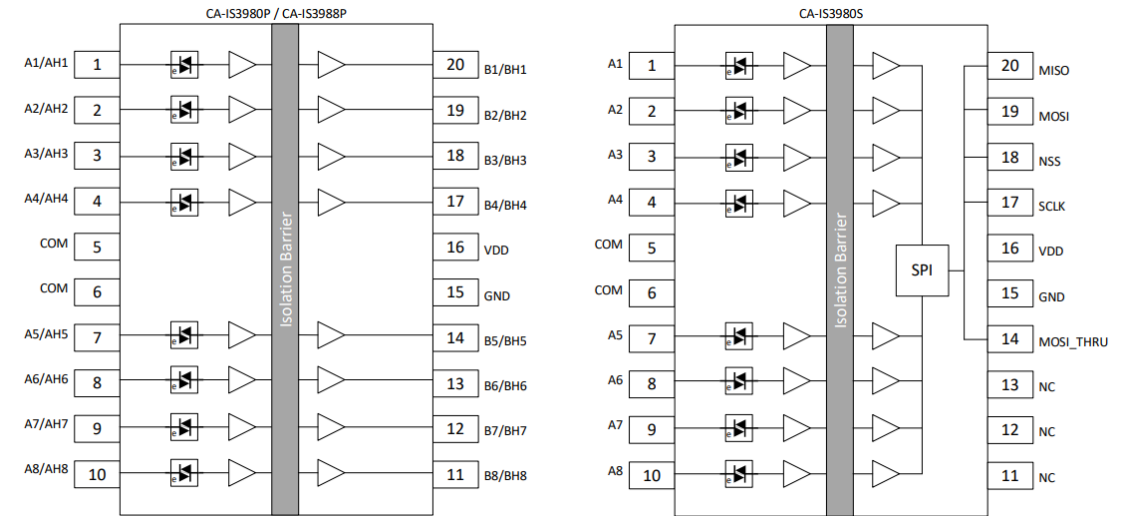 CA-IS3980P / CA-IS3988P
A1/AH1 1 e 20 B1/BH1
A2/AH2 2 e 19 B2/BH2
A3/AH3 3 e 18 B3/BH3
A4/AH4 4 e 17 B4/BH4
COM 5 16 VDD
COM 6 15 GND
A5/AH5 7 e 14 B5/BH5
A6/AH6 8 e 13 B6/BH6
A7/AH7 9 e 12 B7/BH7
A8/AH8 10 e 11 B8/BH8
Isolation Barrier
CA-IS3980S
A1 1 e 20 MISO
A2 2 e 19 MOSI
A3 3 e 18 NSS
A4 4 e 17 SCLK
COM 5 16 VDD
SPI
COM 6 15 GND
A5 7 e 14 MOSI_THRU
A6 8 e 13 NC
A7 9 e 12 NC
A8 10 e 11 NC
Isolation Barrier